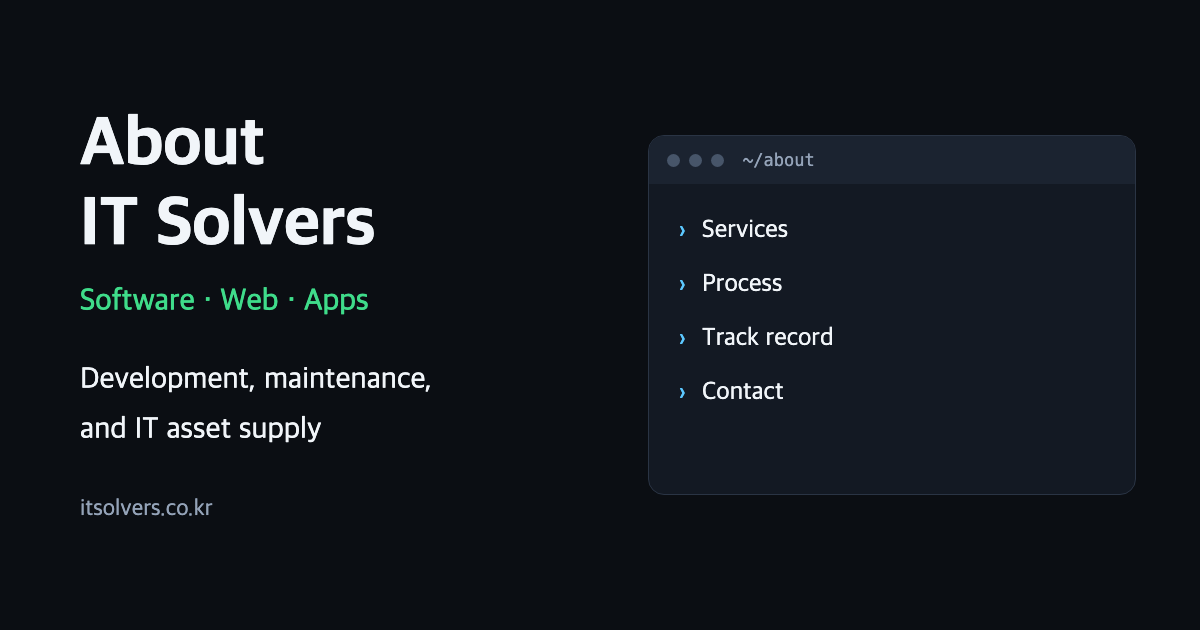 About
IT Solvers
Software · Web · Apps
Development, maintenance,
and IT asset supply
itsolvers.co.kr
~/about
› Services
› Process
› Track record
› Contact